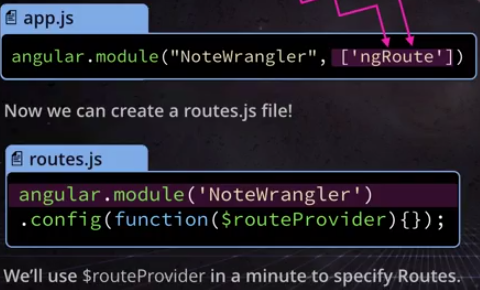 app.js
angular.module("NoteWrangler", ['ngRoute'])
Now we can create a routes.js file!
routes.js
angular.module('NoteWrangler')
.config(function($routeProvider){});
We'll use $routeProvider in a minute to specify Routes.